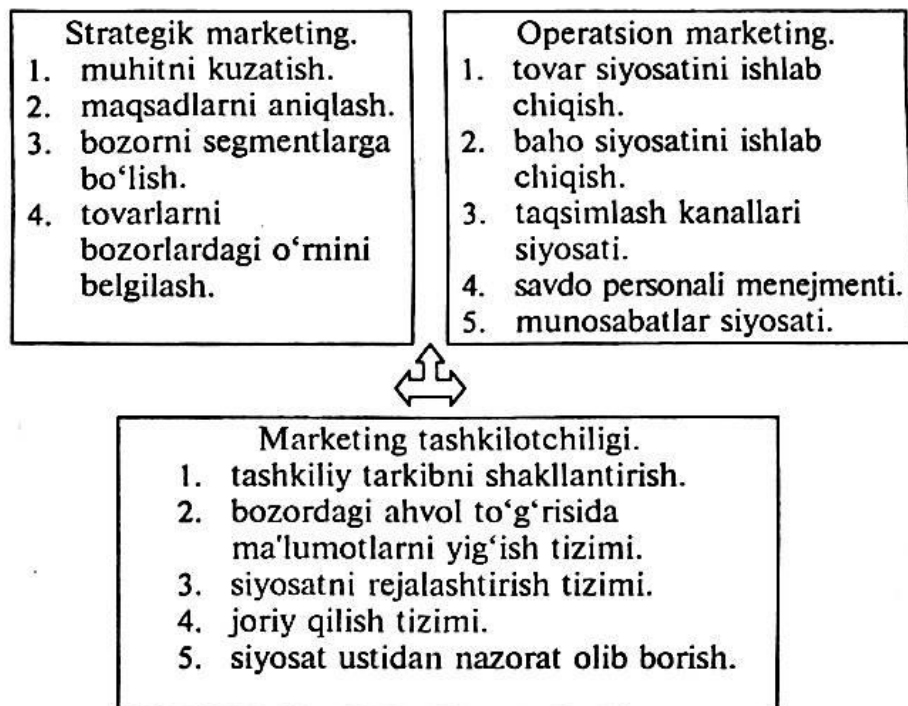 Strategik marketing.
1. muhitni kuzatish.
2. maqsadlarni aniqlash.
3. bozorni segmentlarga
bo‘lish.
4. tovarlarni
bozorlardagi o‘rnini
belgilash.
Operatsion marketing.
1. tovar siyosatini ishlab
chiqish.
2. baho siyosatini ishlab
chiqish.
3. taqsimlash kanallari
siyosati.
4. savdo personali menejmenti.
5. munosabatlar siyosati.
Marketing tashkilotchiligi.
1. tashkiliy tarkibni shakllantirish.
2. bozordagi ahvol to‘g‘risida
ma'lumotlarni yig‘ish tizimi.
3. siyosatni rejalashtirish tizimi.
4. joriy qilish tizimi.
5. siyosat ustidan nazorat olib borish.